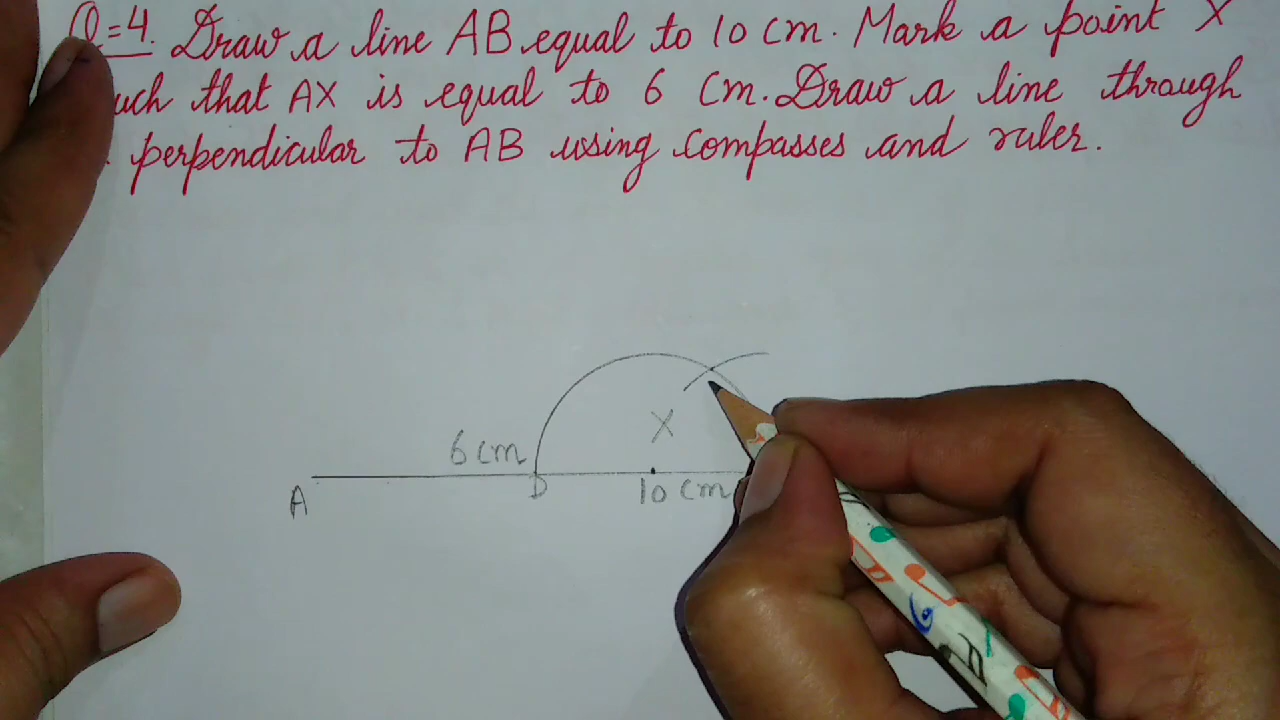 Q=4. Draw a line AB equal to 10 cm. Mark a point X
uch that AX is equal to 6 cm. Draw a line through
perpendicular to AB using compasses and ruler.
X
6 cm
A
D
10 cm